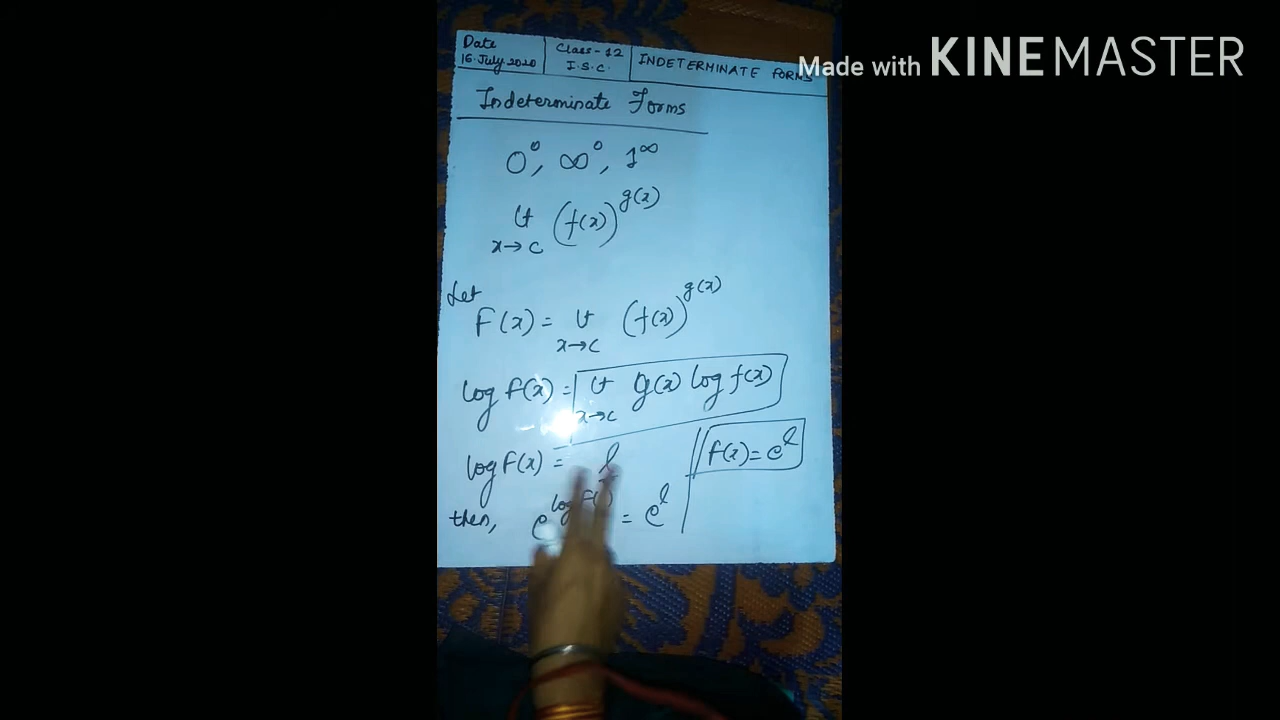 Made with KINEMASTER
Date
16 July 2020
Class - 12
I.S.C.
INDETERMINATE FORMS
Indeterminate Forms
0⁰, ∞⁰, 1^∞
lt (f(x))^g(x)
x→c
Let
F(x) = lt (f(x))^g(x)
x→c
log F(x) = lt g(x) log f(x)
x→c
log F(x) = l
then, e^log F(x) = e^l
F(x) = e^l